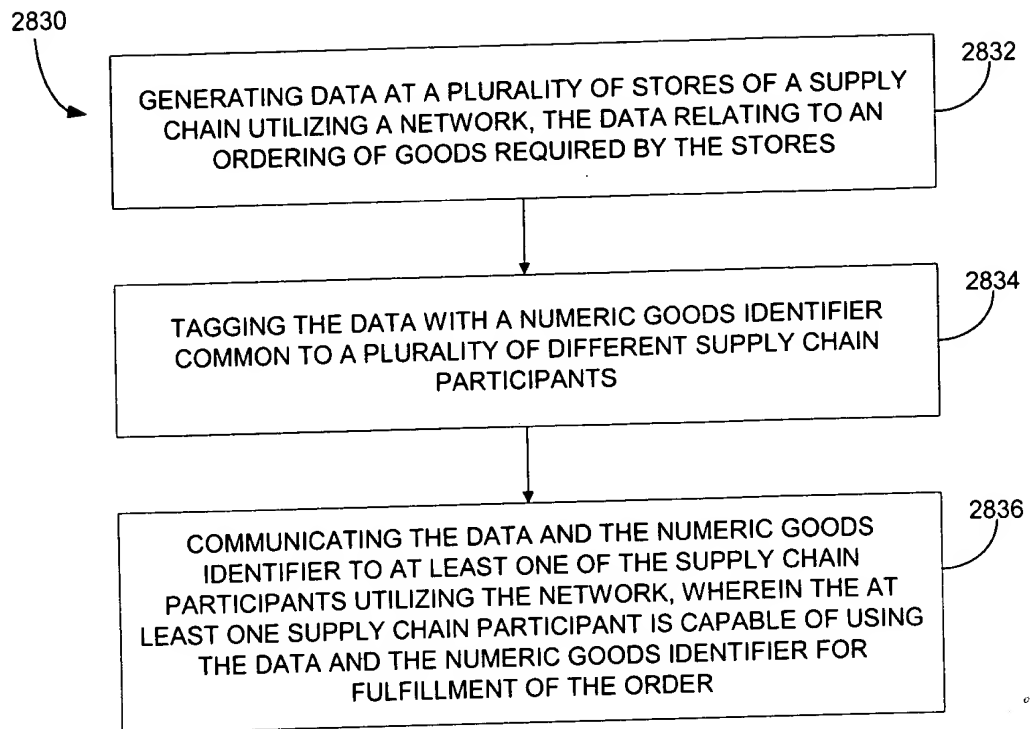 2830
2832
GENERATING DATA AT A PLURALITY OF STORES OF A SUPPLY
CHAIN UTILIZING A NETWORK, THE DATA RELATING TO AN
ORDERING OF GOODS REQUIRED BY THE STORES
2834
TAGGING THE DATA WITH A NUMERIC GOODS IDENTIFIER
COMMON TO A PLURALITY OF DIFFERENT SUPPLY CHAIN
PARTICIPANTS
2836
COMMUNICATING THE DATA AND THE NUMERIC GOODS
IDENTIFIER TO AT LEAST ONE OF THE SUPPLY CHAIN
PARTICIPANTS UTILIZING THE NETWORK, WHEREIN THE AT
LEAST ONE SUPPLY CHAIN PARTICIPANT IS CAPABLE OF USING
THE DATA AND THE NUMERIC GOODS IDENTIFIER FOR
FULFILLMENT OF THE ORDER